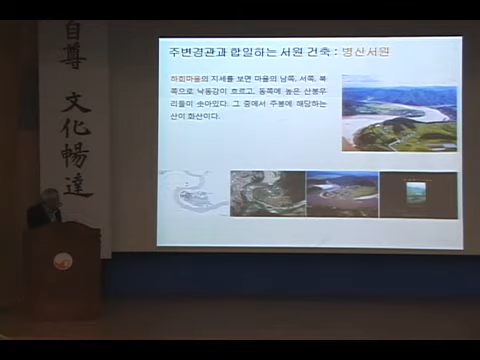 주변경관과 합일하는 서원 건축 : 병산서원
하회마을의 지세를 보면 마을의 남쪽, 서쪽, 북
쪽으로 낙동강이 흐르고, 동쪽에 높은 산봉우
리들이 솟아있다. 그 중에서 주봉에 해당하는
산이 화산이다.
自尊 文化暢達